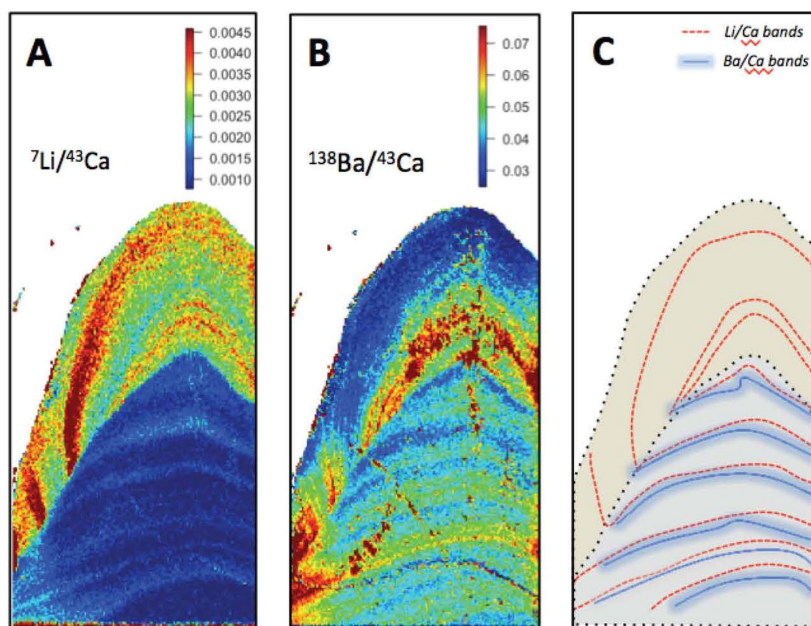 A
0.0045
0.0040
0.0035
0.0030
0.0025
0.0020
0.0015
0.0010
⁷Li/⁴³Ca
B
0.07
0.06
0.05
0.04
0.03
¹³⁸Ba/⁴³Ca
C
Li/Ca bands
Ba/Ca bands